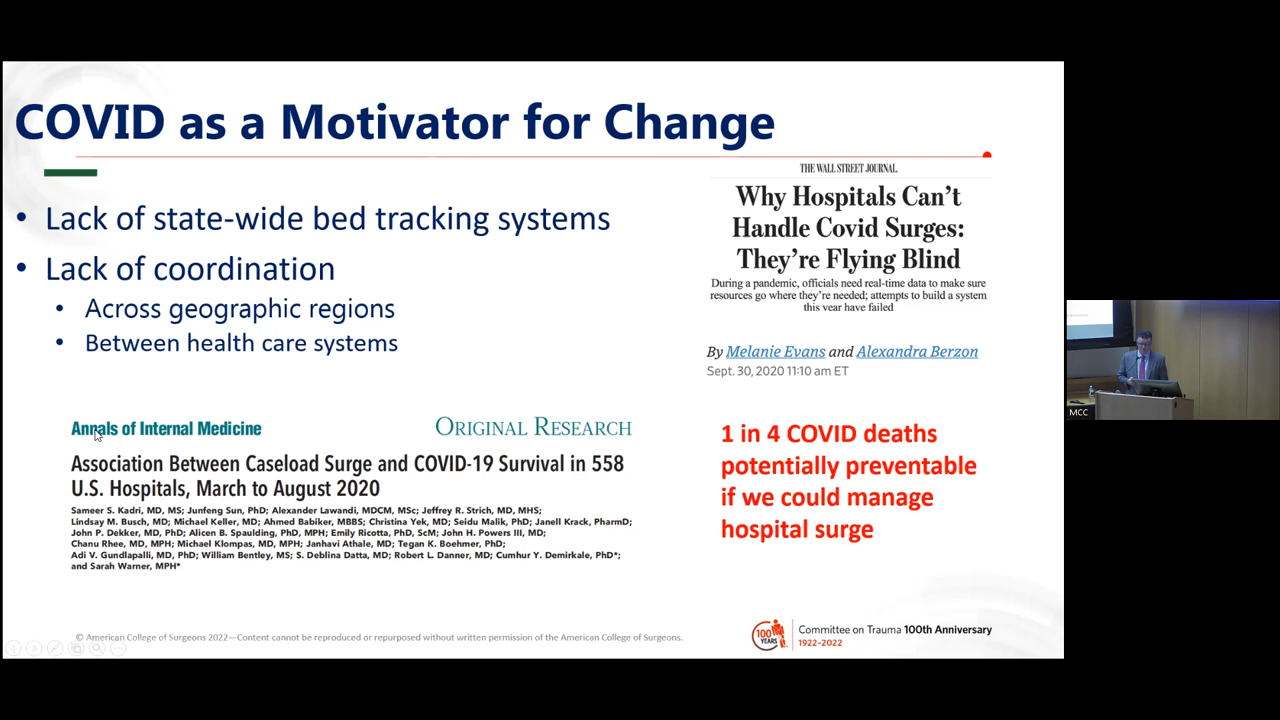 COVID as a Motivator for Change
• Lack of state-wide bed tracking systems
• Lack of coordination
• Across geographic regions
• Between health care systems
THE WALL STREET JOURNAL.
Why Hospitals Can't
Handle Covid Surges:
They're Flying Blind
During a pandemic, officials need real-time data to make sure
resources go where they're needed; attempts to build a system
this year have failed
By Melanie Evans and Alexandra Berzon
Sept. 30, 2020 11:10 am ET
Annals of Internal Medicine
ORIGINAL RESEARCH
Association Between Caseload Surge and COVID-19 Survival in 558
U.S. Hospitals, March to August 2020
Sameer S. Kadri, MD, MS; Junfeng Sun, PhD; Alexander Lawandi, MDCM, MSc; Jeffrey R. Strich, MD, MHS;
Lindsay M. Busch, MD; Michael Keller, MD; Ahmed Babiker, MBBS; Christina Yek, MD; Seidu Malik, PhD; Janell Krack, PharmD;
John P. Dekker, MD, PhD; Alicen B. Spaulding, PhD, MPH; Emily Ricotta, PhD, ScM; John H. Powers III, MD;
Chanu Rhee, MD, MPH; Michael Klompas, MD, MPH; Janhavi Athale, MD; Tegan K. Boehmer, PhD;
Adi V. Gundlapalli, MD, PhD; William Bentley, MS; S. Deblina Datta, MD; Robert L. Danner, MD; Cumhur Y. Demirkale, PhD*;
and Sarah Warner, MPH*
1 in 4 COVID deaths
potentially preventable
if we could manage
hospital surge
© American College of Surgeons 2022—Content cannot be reproduced or repurposed without written permission of the American College of Surgeons.
100
YEARS
Committee on Trauma 100th Anniversary
1922-2022
MCC